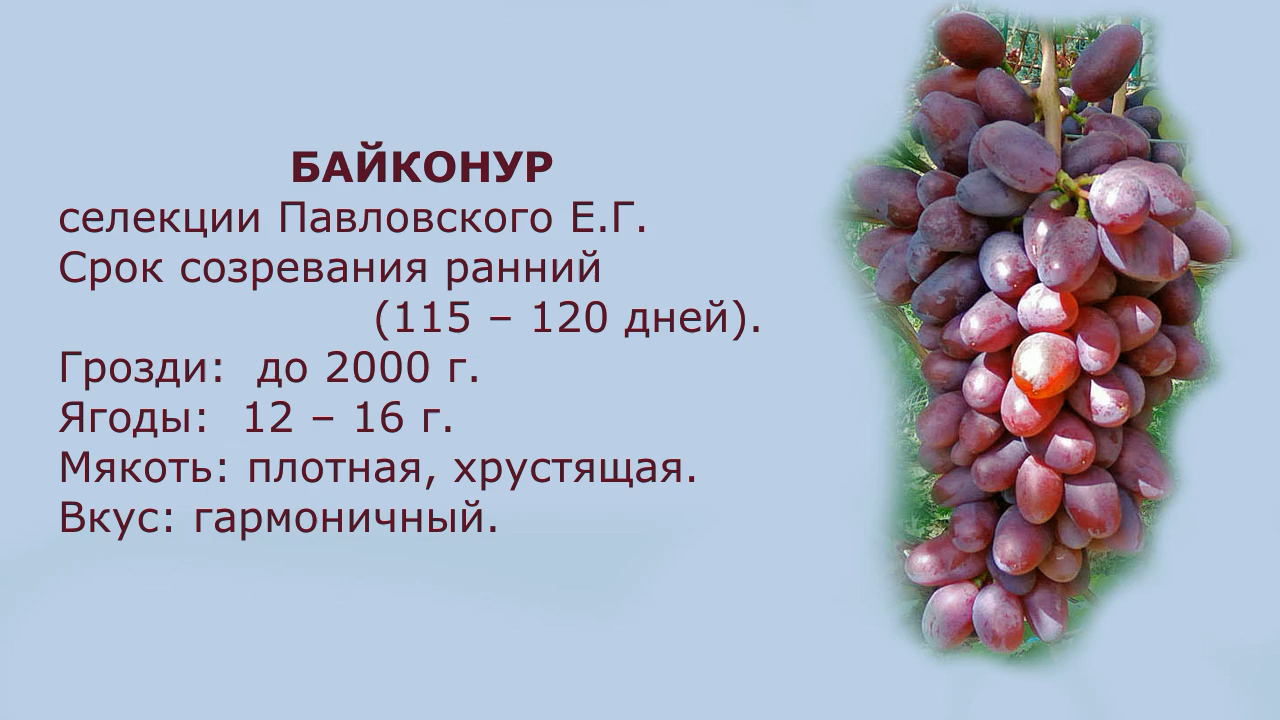 БАЙКОНУР
селекции Павловского Е.Г.
Срок созревания ранний
(115 – 120 дней).
Грозди: до 2000 г.
Ягоды: 12 – 16 г.
Мякоть: плотная, хрустящая.
Вкус: гармоничный.